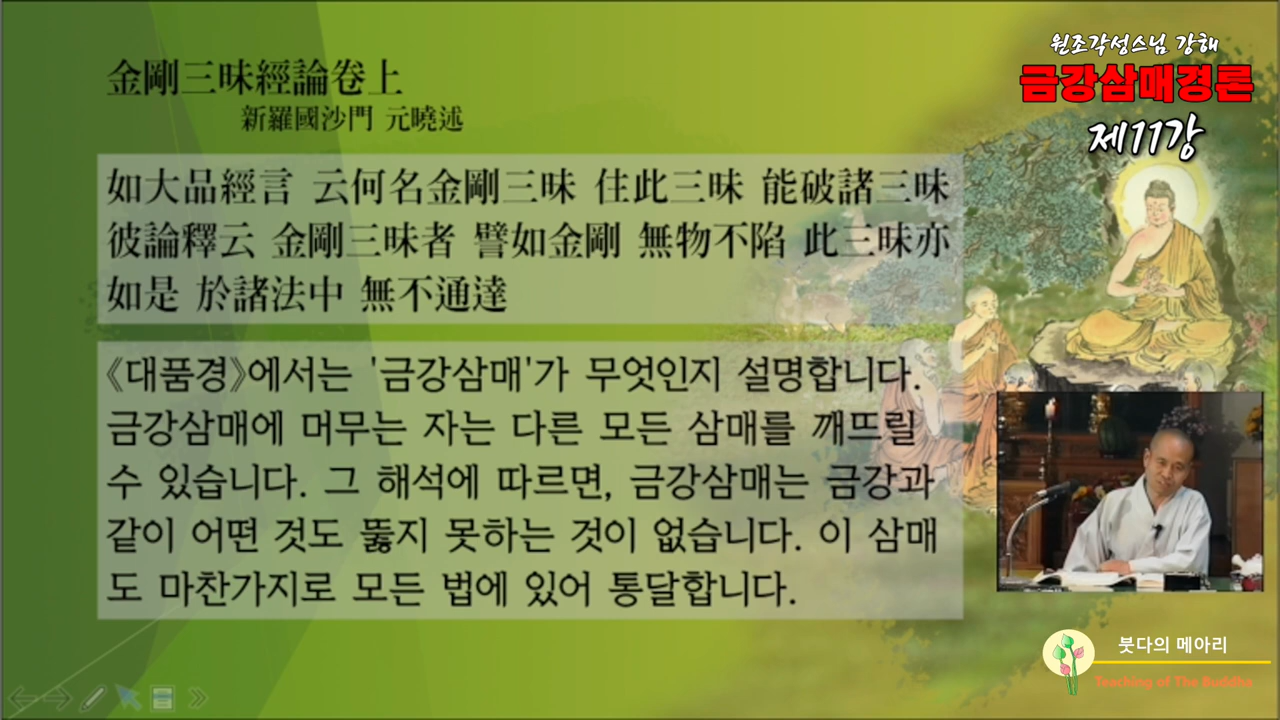 金剛三昧經論卷上
新羅國沙門 元曉述
如大品經言 云何名金剛三昧 住此三昧 能破諸三昧
彼論釋云 金剛三昧者 譬如金剛 無物不陷 此三昧亦
如是 於諸法中 無不通達
《대품경》에서는 '금강삼매'가 무엇인지 설명합니다.
금강삼매에 머무는 자는 다른 모든 삼매를 깨뜨릴
수 있습니다. 그 해석에 따르면, 금강삼매는 금강과
같이 어떤 것도 뚫지 못하는 것이 없습니다. 이 삼매
도 마찬가지로 모든 법에 있어 통달합니다.
원조각성스님 강해
금강삼매경론
제11강
붓다의 메아리
Teaching of The Buddha